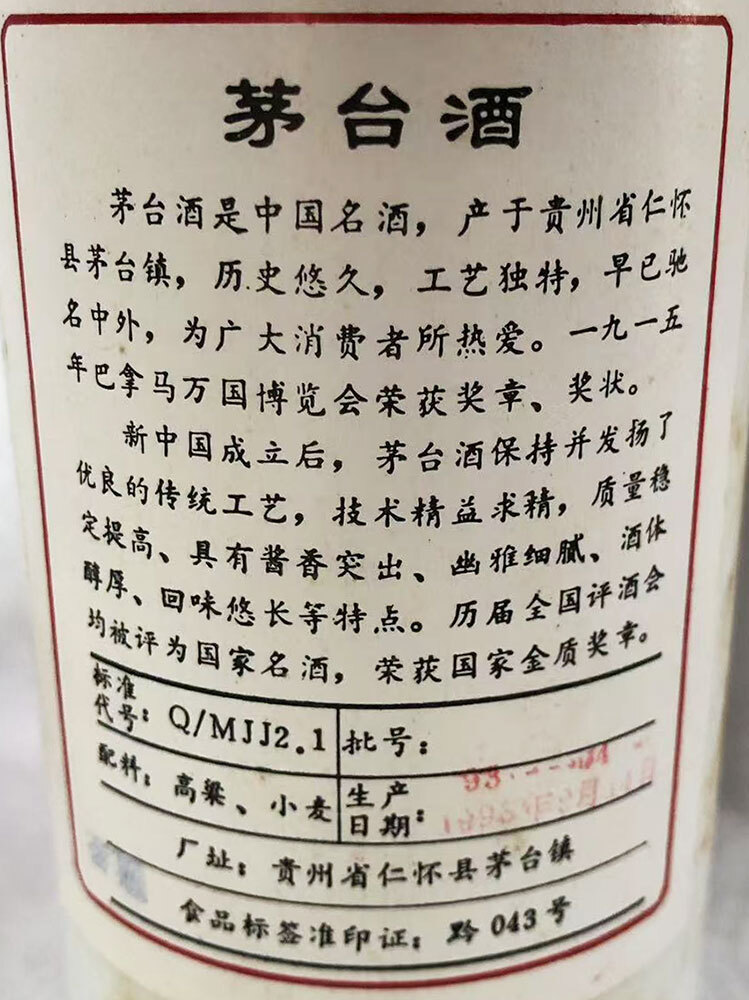 茅台酒
茅台酒是中国名酒，产于贵州省仁怀
县茅台镇，历史悠久，工艺独特，早已驰
名中外，为广大消费者所热爱。一九一五
年巴拿马万国博览会荣获奖章、奖状。
新中国成立后，茅台酒保持并发扬了
优良的传统工艺，技术精益求精，质量稳
定提高、具有酱香突出、幽雅细腻、酒体
醇厚、回味悠长等特点。历届全国评酒会
均被评为国家名酒，荣获国家金质奖章。
标准代号：Q/MJJ2.1
批号：93
配料：高粱、小麦
生产日期：1993年 月 日
厂址：贵州省仁怀县茅台镇
食品标签准印证：黔 043 号